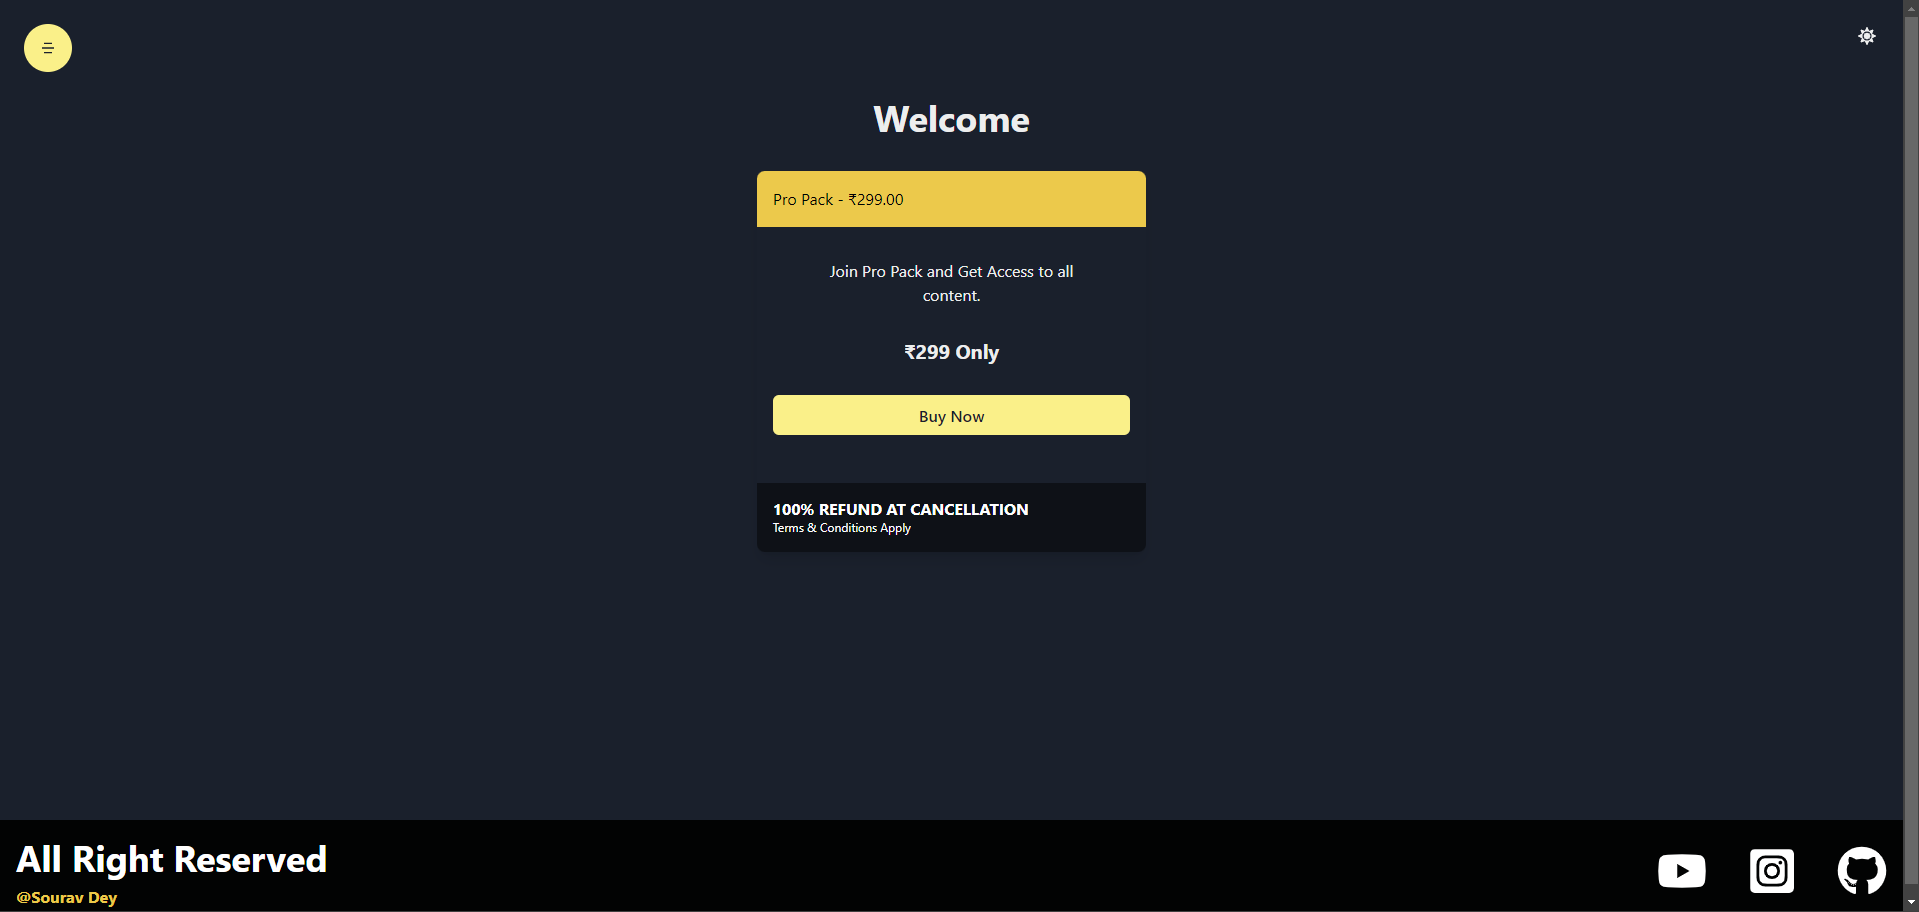 Welcome
Pro Pack - ₹299.00
Join Pro Pack and Get Access to all
content.
₹299 Only
Buy Now
100% REFUND AT CANCELLATION
Terms & Conditions Apply
All Right Reserved
@Sourav Dey